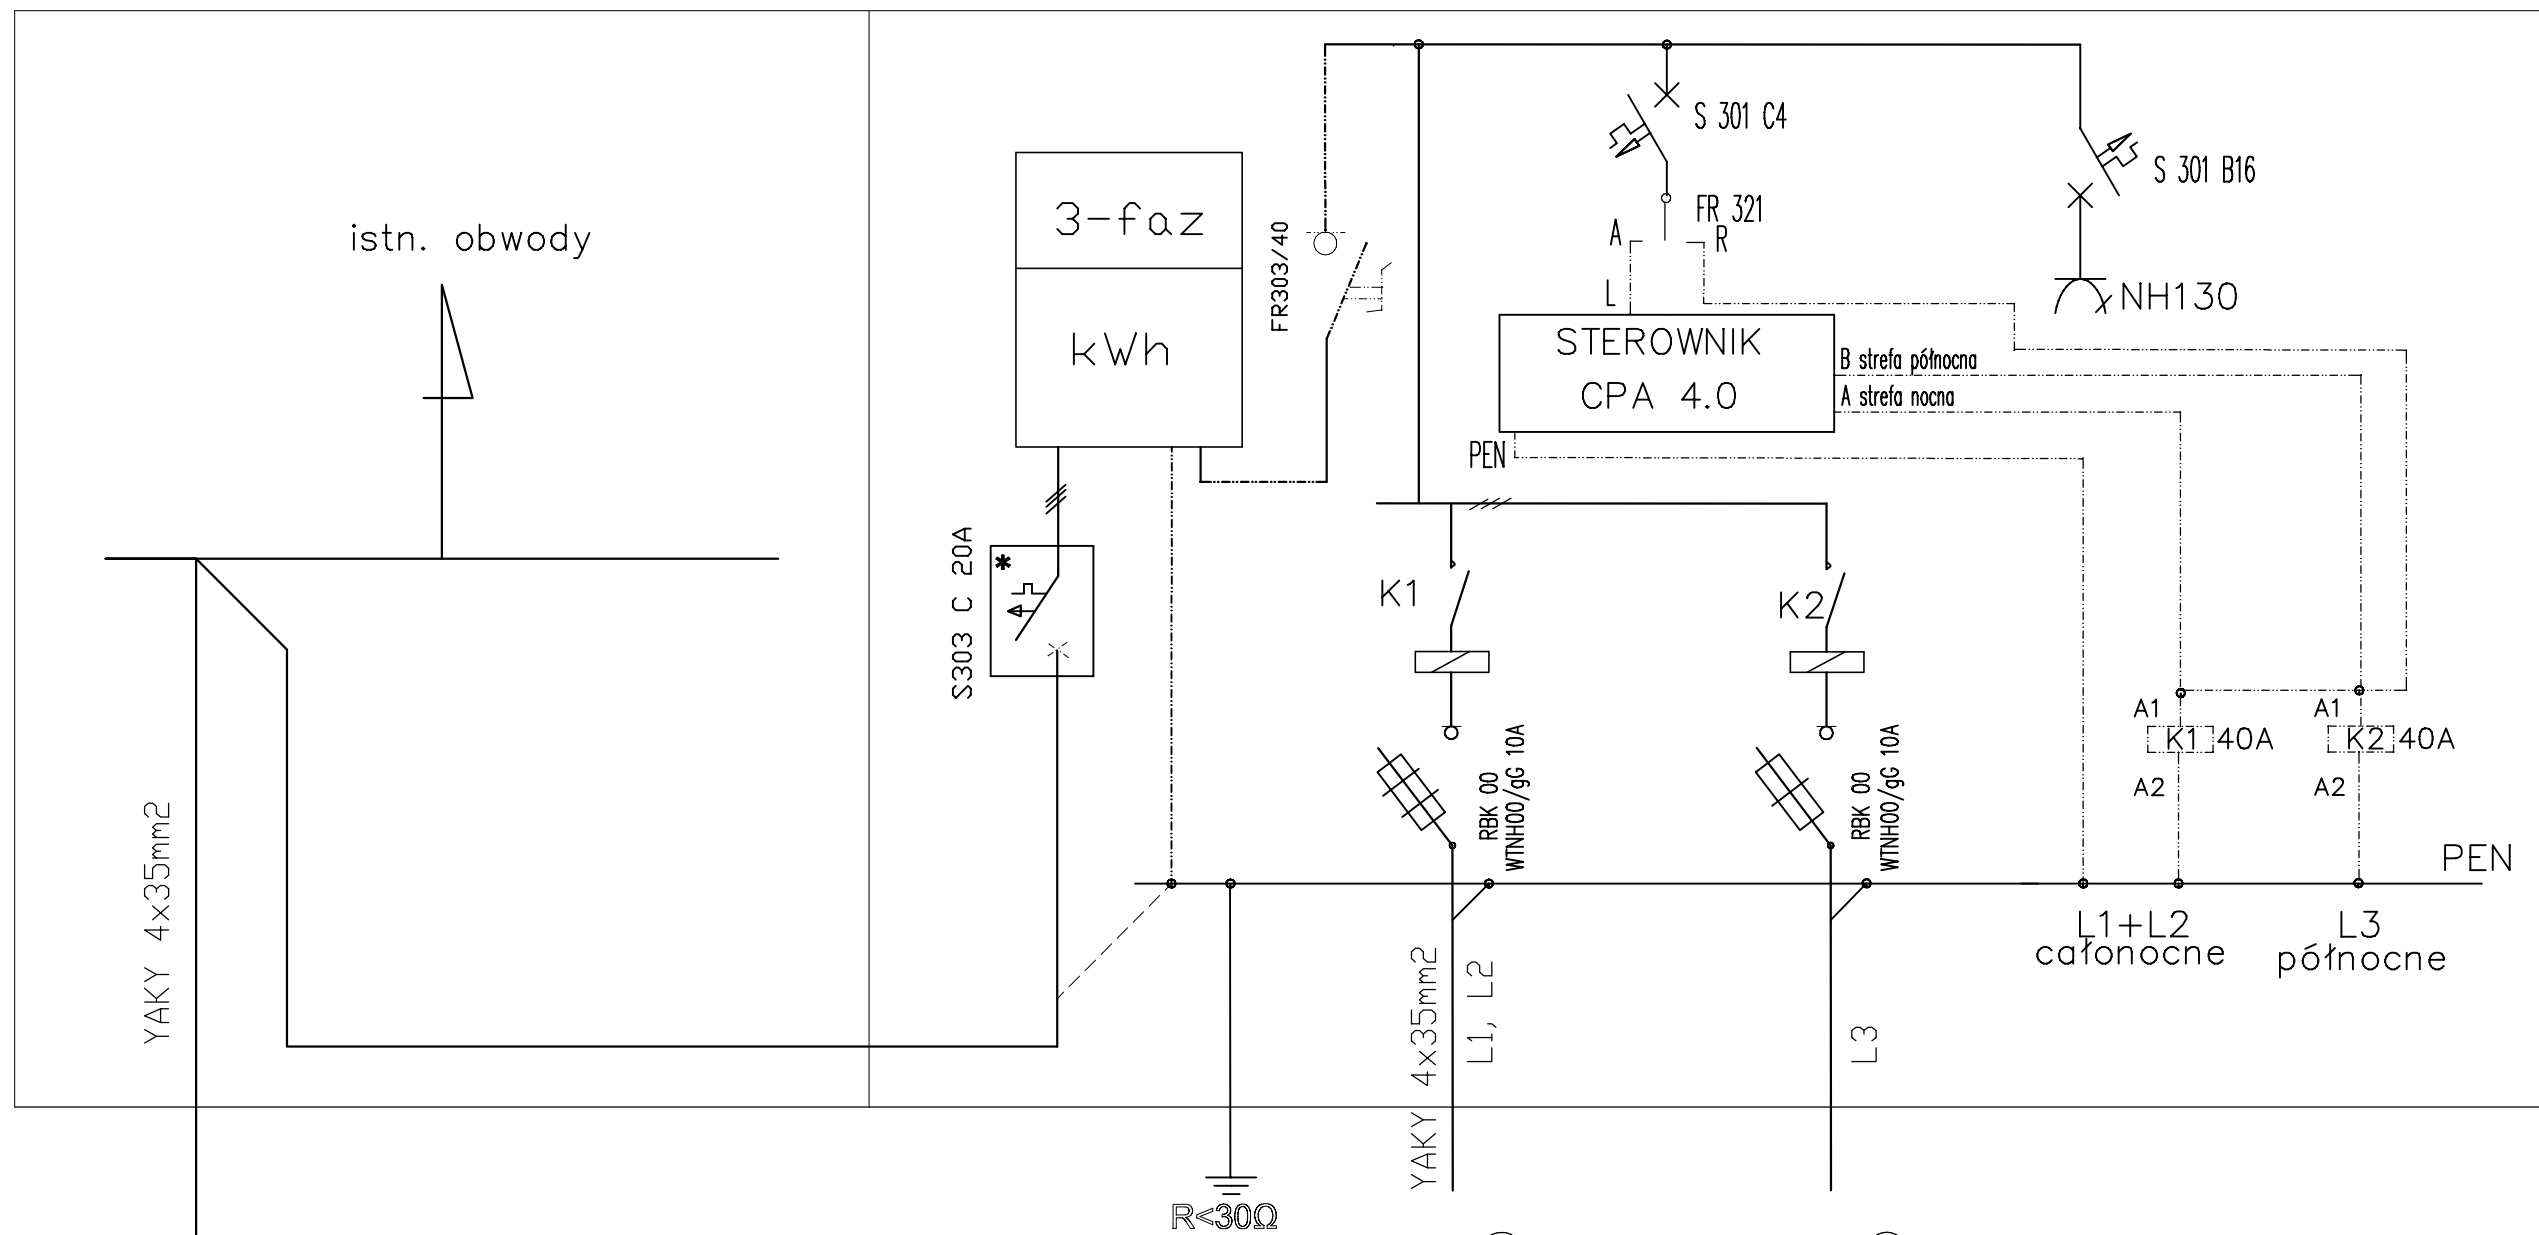 istn. obwody
3-faz
kWh
FR303/40
S 301 C4
FR 321
A
R
L
S 301 B16
NH130
STEROWNIK
CPA 4.0
B strefa północna
A strefa nocna
PEN
S303 C 20A
*
K1
K2
RBK 00
WTNH00/gG 10A
RBK 00
WTNH00/gG 10A
A1
K1 40A
A2
A1
K2 40A
A2
PEN
L1+L2
całonocne
L3
północne
YAKY 4x35mm2
YAKY 4x35mm2
L1, L2
L3
R<30Ω